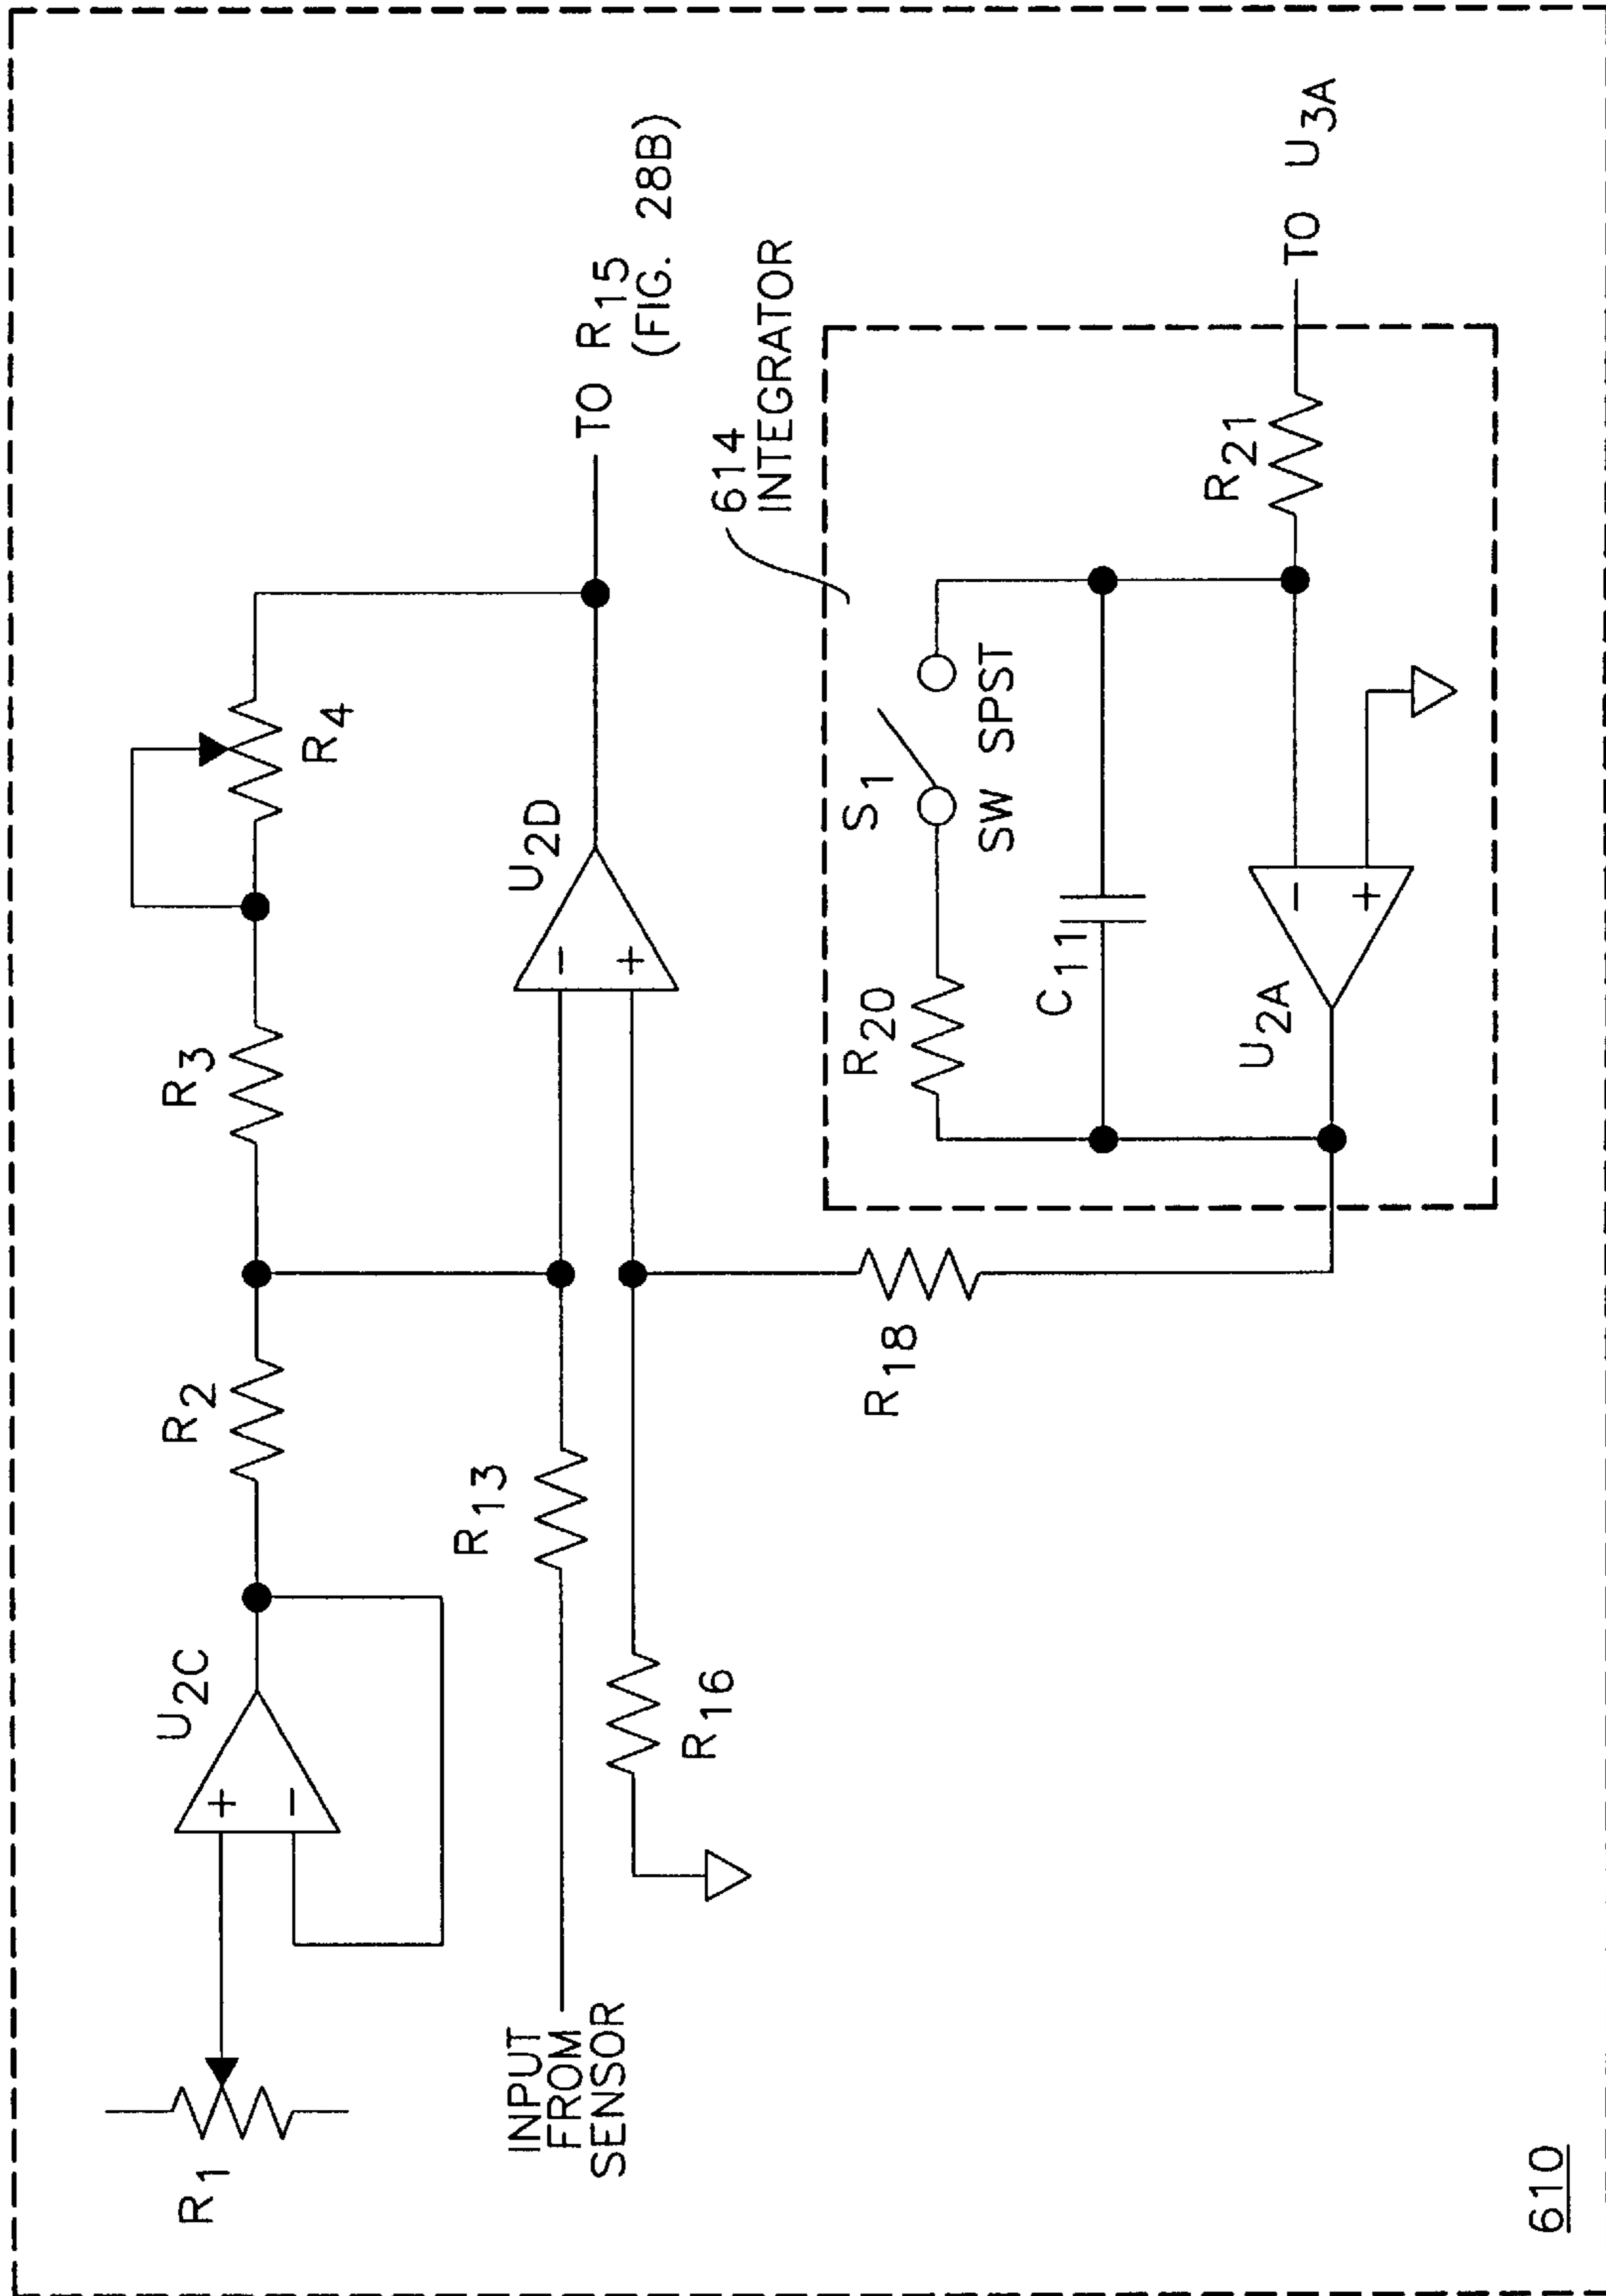 R1
U2C
+
−
R2
R3
R4
INPUT
FROM
SENSOR
R13
U2D
−
+
TO R15
(FIG. 28B)
R16
R18
614
INTEGRATOR
R20
S1
SW SPST
C11
U2A
−
+
R21
TO U3A
610